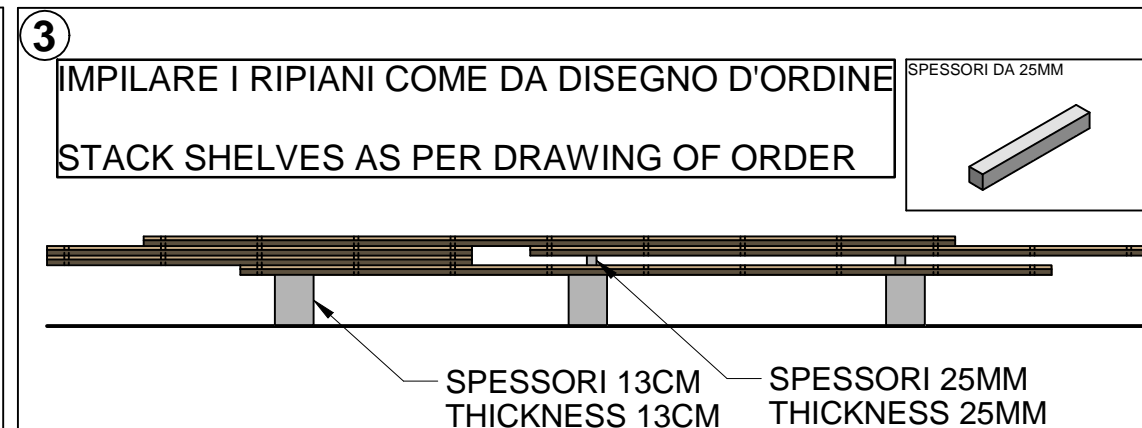 3
IMPILARE I RIPIANI COME DA DISEGNO D'ORDINE
STACK SHELVES AS PER DRAWING OF ORDER
SPESSORI DA 25MM
SPESSORI 13CM
THICKNESS 13CM
SPESSORI 25MM
THICKNESS 25MM